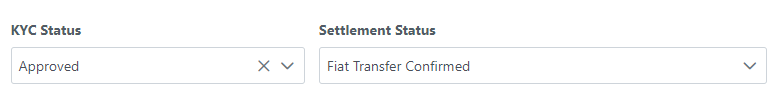 KYC Status Settlement Status
Approved Fiat Transfer Confirmed